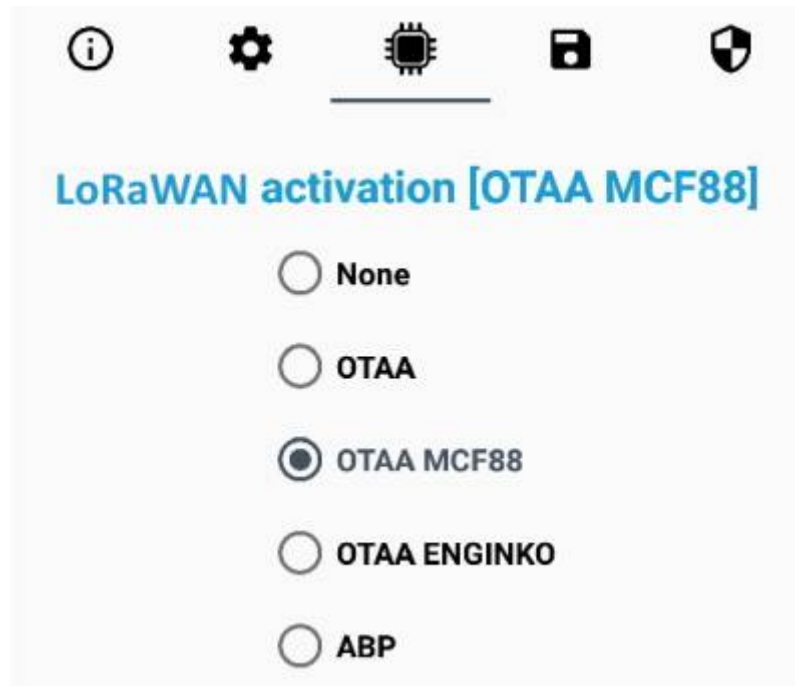 LoRaWAN activation [OTAA MCF88]
None
OTAA
OTAA MCF88
OTAA ENGINKO
ABP